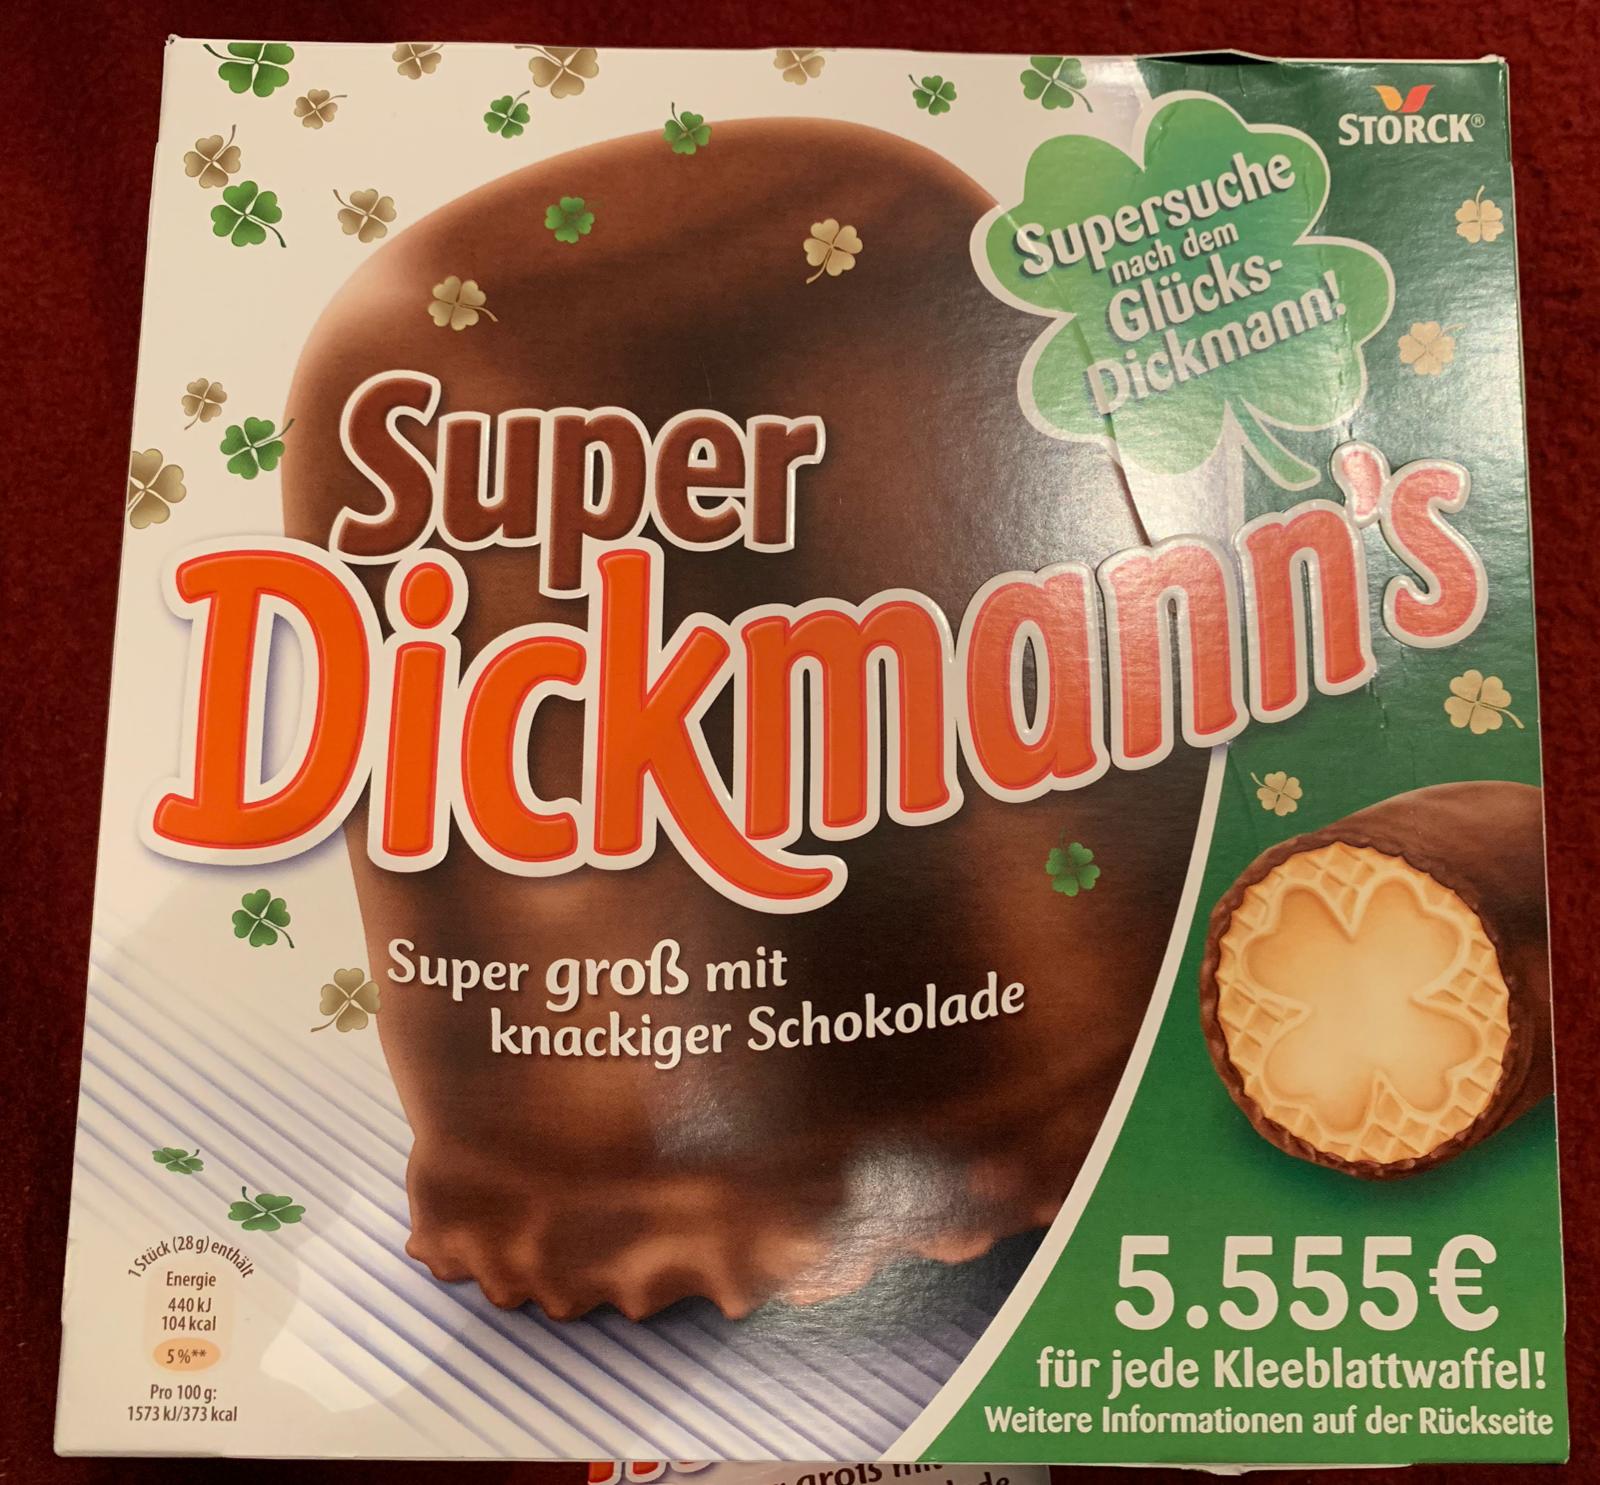 STORCK®
Supersuche
nach dem
Glücks-
Dickmann!
Super
Dickmann's
Super groß mit
knackiger Schokolade
1 Stück (28 g) enthält
Energie
440 kJ
104 kcal
5 %**
Pro 100 g:
1573 kJ/373 kcal
5.555€
für jede Kleeblattwaffel!
Weitere Informationen auf der Rückseite
groß mit